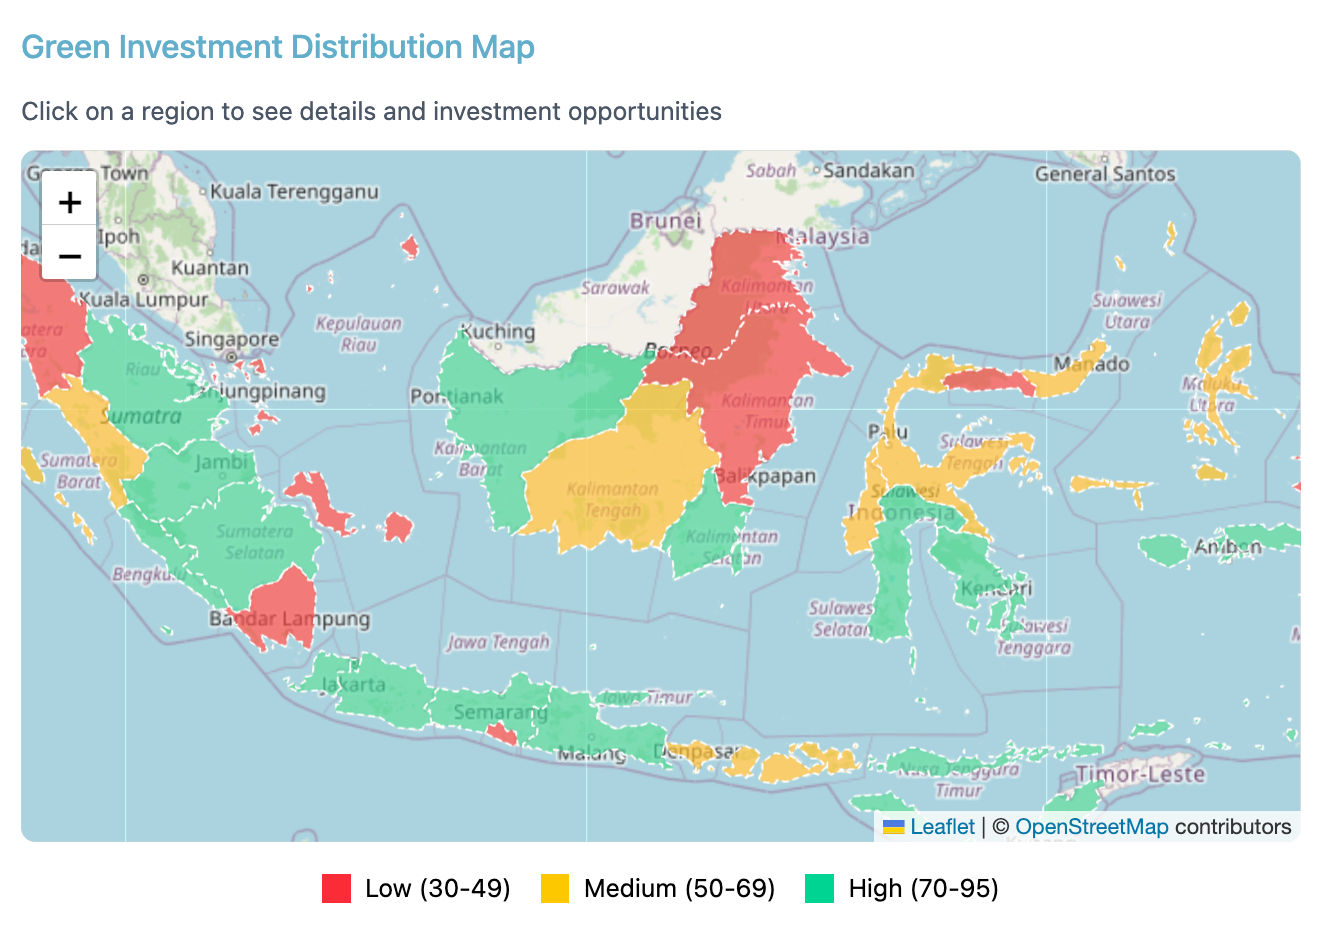 Green Investment Distribution Map
Click on a region to see details and investment opportunities
Town
Sabah
Sandakan
General Santos
Kuala Terengganu
+
Brunei
Ipoh
Malaysia
−
Kuantan
Sarawak
Kalimantan
Utara
Kuala Lumpur
Sulawesi
Utara
Kepulauan
Riau
Kuching
Singapore
Borneo
Manado
Riau
Tanjungpinang
Pontianak
Maluku
Utara
Sumatra
Kalimantan
Timur
Palu
Kalimantan
Barat
Sulawesi
Tengah
Sumatera
Barat
Jambi
Balikpapan
Kalimantan
Tengah
Sulawesi
Indonesia
Sumatera
Selatan
Kalimantan
Selatan
Ambon
Bengkulu
Kendari
Bandar Lampung
Sulawesi
Selatan
Sulawesi
Tenggara
Jawa Tengah
Jakarta
Jawa Timur
Semarang
Malang
Denpasar
Nusa Tenggara
Timur
Timor-Leste
Leaflet | © OpenStreetMap contributors
Low (30-49)
Medium (50-69)
High (70-95)